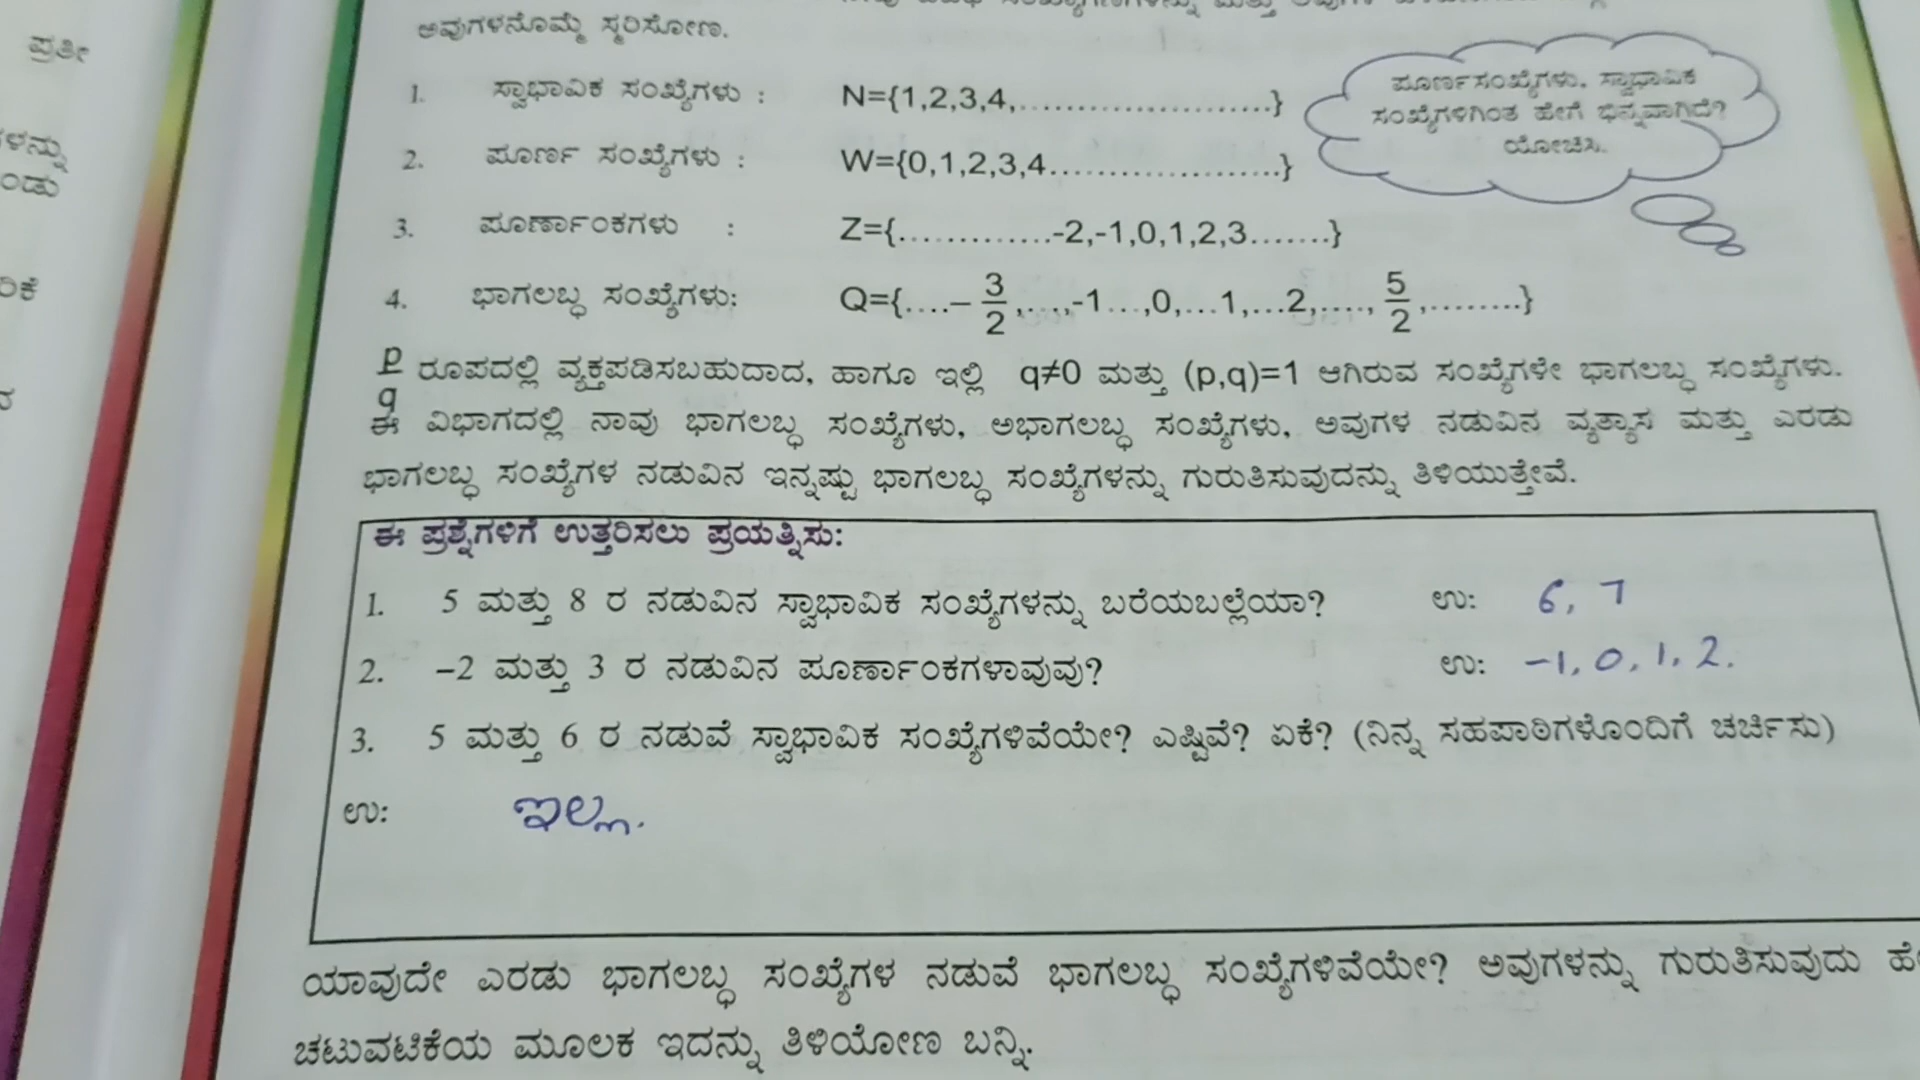 ಪ್ರತೀ
ಳನ್ನು
ಂಡು
ರಿಕೆ
ಅವುಗಳನೊಮ್ಮೆ ಸ್ಮರಿಸೋಣ.
1. ಸ್ವಾಭಾವಿಕ ಸಂಖ್ಯೆಗಳು : N={1,2,3,4,......................}
2. ಪೂರ್ಣ ಸಂಖ್ಯೆಗಳು : W={0,1,2,3,4....................}
3. ಪೂರ್ಣಾಂಕಗಳು : Z={.............-2,-1,0,1,2,3.......}
4. ಭಾಗಲಬ್ಧ ಸಂಖ್ಯೆಗಳು: Q={....– 3/2,....,-1...,0,...1,...2,....., 5/2,.........}
ಪೂರ್ಣಸಂಖ್ಯೆಗಳು, ಸ್ವಾಭಾವಿಕ
ಸಂಖ್ಯೆಗಳಿಗಿಂತ ಹೇಗೆ ಭಿನ್ನವಾಗಿದೆ?
ಯೋಚಿಸಿ.
p/q ರೂಪದಲ್ಲಿ ವ್ಯಕ್ತಪಡಿಸಬಹುದಾದ, ಹಾಗೂ ಇಲ್ಲಿ q≠0 ಮತ್ತು (p,q)=1 ಆಗಿರುವ ಸಂಖ್ಯೆಗಳೇ ಭಾಗಲಬ್ಧ ಸಂಖ್ಯೆಗಳು.
ಈ ವಿಭಾಗದಲ್ಲಿ ನಾವು ಭಾಗಲಬ್ಧ ಸಂಖ್ಯೆಗಳು, ಅಭಾಗಲಬ್ಧ ಸಂಖ್ಯೆಗಳು, ಅವುಗಳ ನಡುವಿನ ವ್ಯತ್ಯಾಸ ಮತ್ತು ಎರಡು
ಭಾಗಲಬ್ಧ ಸಂಖ್ಯೆಗಳ ನಡುವಿನ ಇನ್ನಷ್ಟು ಭಾಗಲಬ್ಧ ಸಂಖ್ಯೆಗಳನ್ನು ಗುರುತಿಸುವುದನ್ನು ತಿಳಿಯುತ್ತೇವೆ.
ಈ ಪ್ರಶ್ನೆಗಳಿಗೆ ಉತ್ತರಿಸಲು ಪ್ರಯತ್ನಿಸು:
1. 5 ಮತ್ತು 8 ರ ನಡುವಿನ ಸ್ವಾಭಾವಿಕ ಸಂಖ್ಯೆಗಳನ್ನು ಬರೆಯಬಲ್ಲೆಯಾ? ಉ: 6, 7
2. –2 ಮತ್ತು 3 ರ ನಡುವಿನ ಪೂರ್ಣಾಂಕಗಳಾವುವು? ಉ: -1, 0, 1, 2.
3. 5 ಮತ್ತು 6 ರ ನಡುವೆ ಸ್ವಾಭಾವಿಕ ಸಂಖ್ಯೆಗಳಿವೆಯೇ? ಎಷ್ಟಿವೆ? ಏಕೆ? (ನಿನ್ನ ಸಹಪಾಠಿಗಳೊಂದಿಗೆ ಚರ್ಚಿಸು)
ಉ: ಇಲ್ಲ.
ಯಾವುದೇ ಎರಡು ಭಾಗಲಬ್ಧ ಸಂಖ್ಯೆಗಳ ನಡುವೆ ಭಾಗಲಬ್ಧ ಸಂಖ್ಯೆಗಳಿವೆಯೇ? ಅವುಗಳನ್ನು ಗುರುತಿಸುವುದು ಹೇ
ಚಟುವಟಿಕೆಯ ಮೂಲಕ ಇದನ್ನು ತಿಳಿಯೋಣ ಬನ್ನಿ.